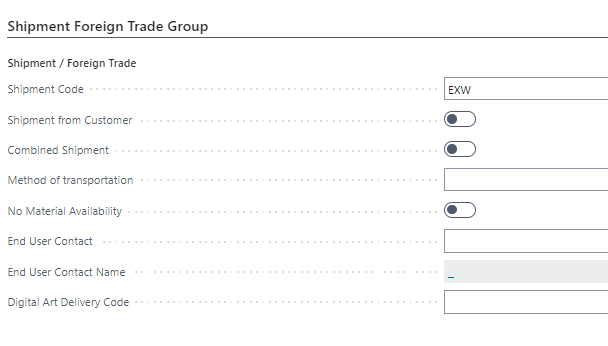 Shipment Foreign Trade Group
Shipment / Foreign Trade
Shipment Code EXW
Shipment from Customer
Combined Shipment
Method of transportation
No Material Availability
End User Contact
End User Contact Name _
Digital Art Delivery Code